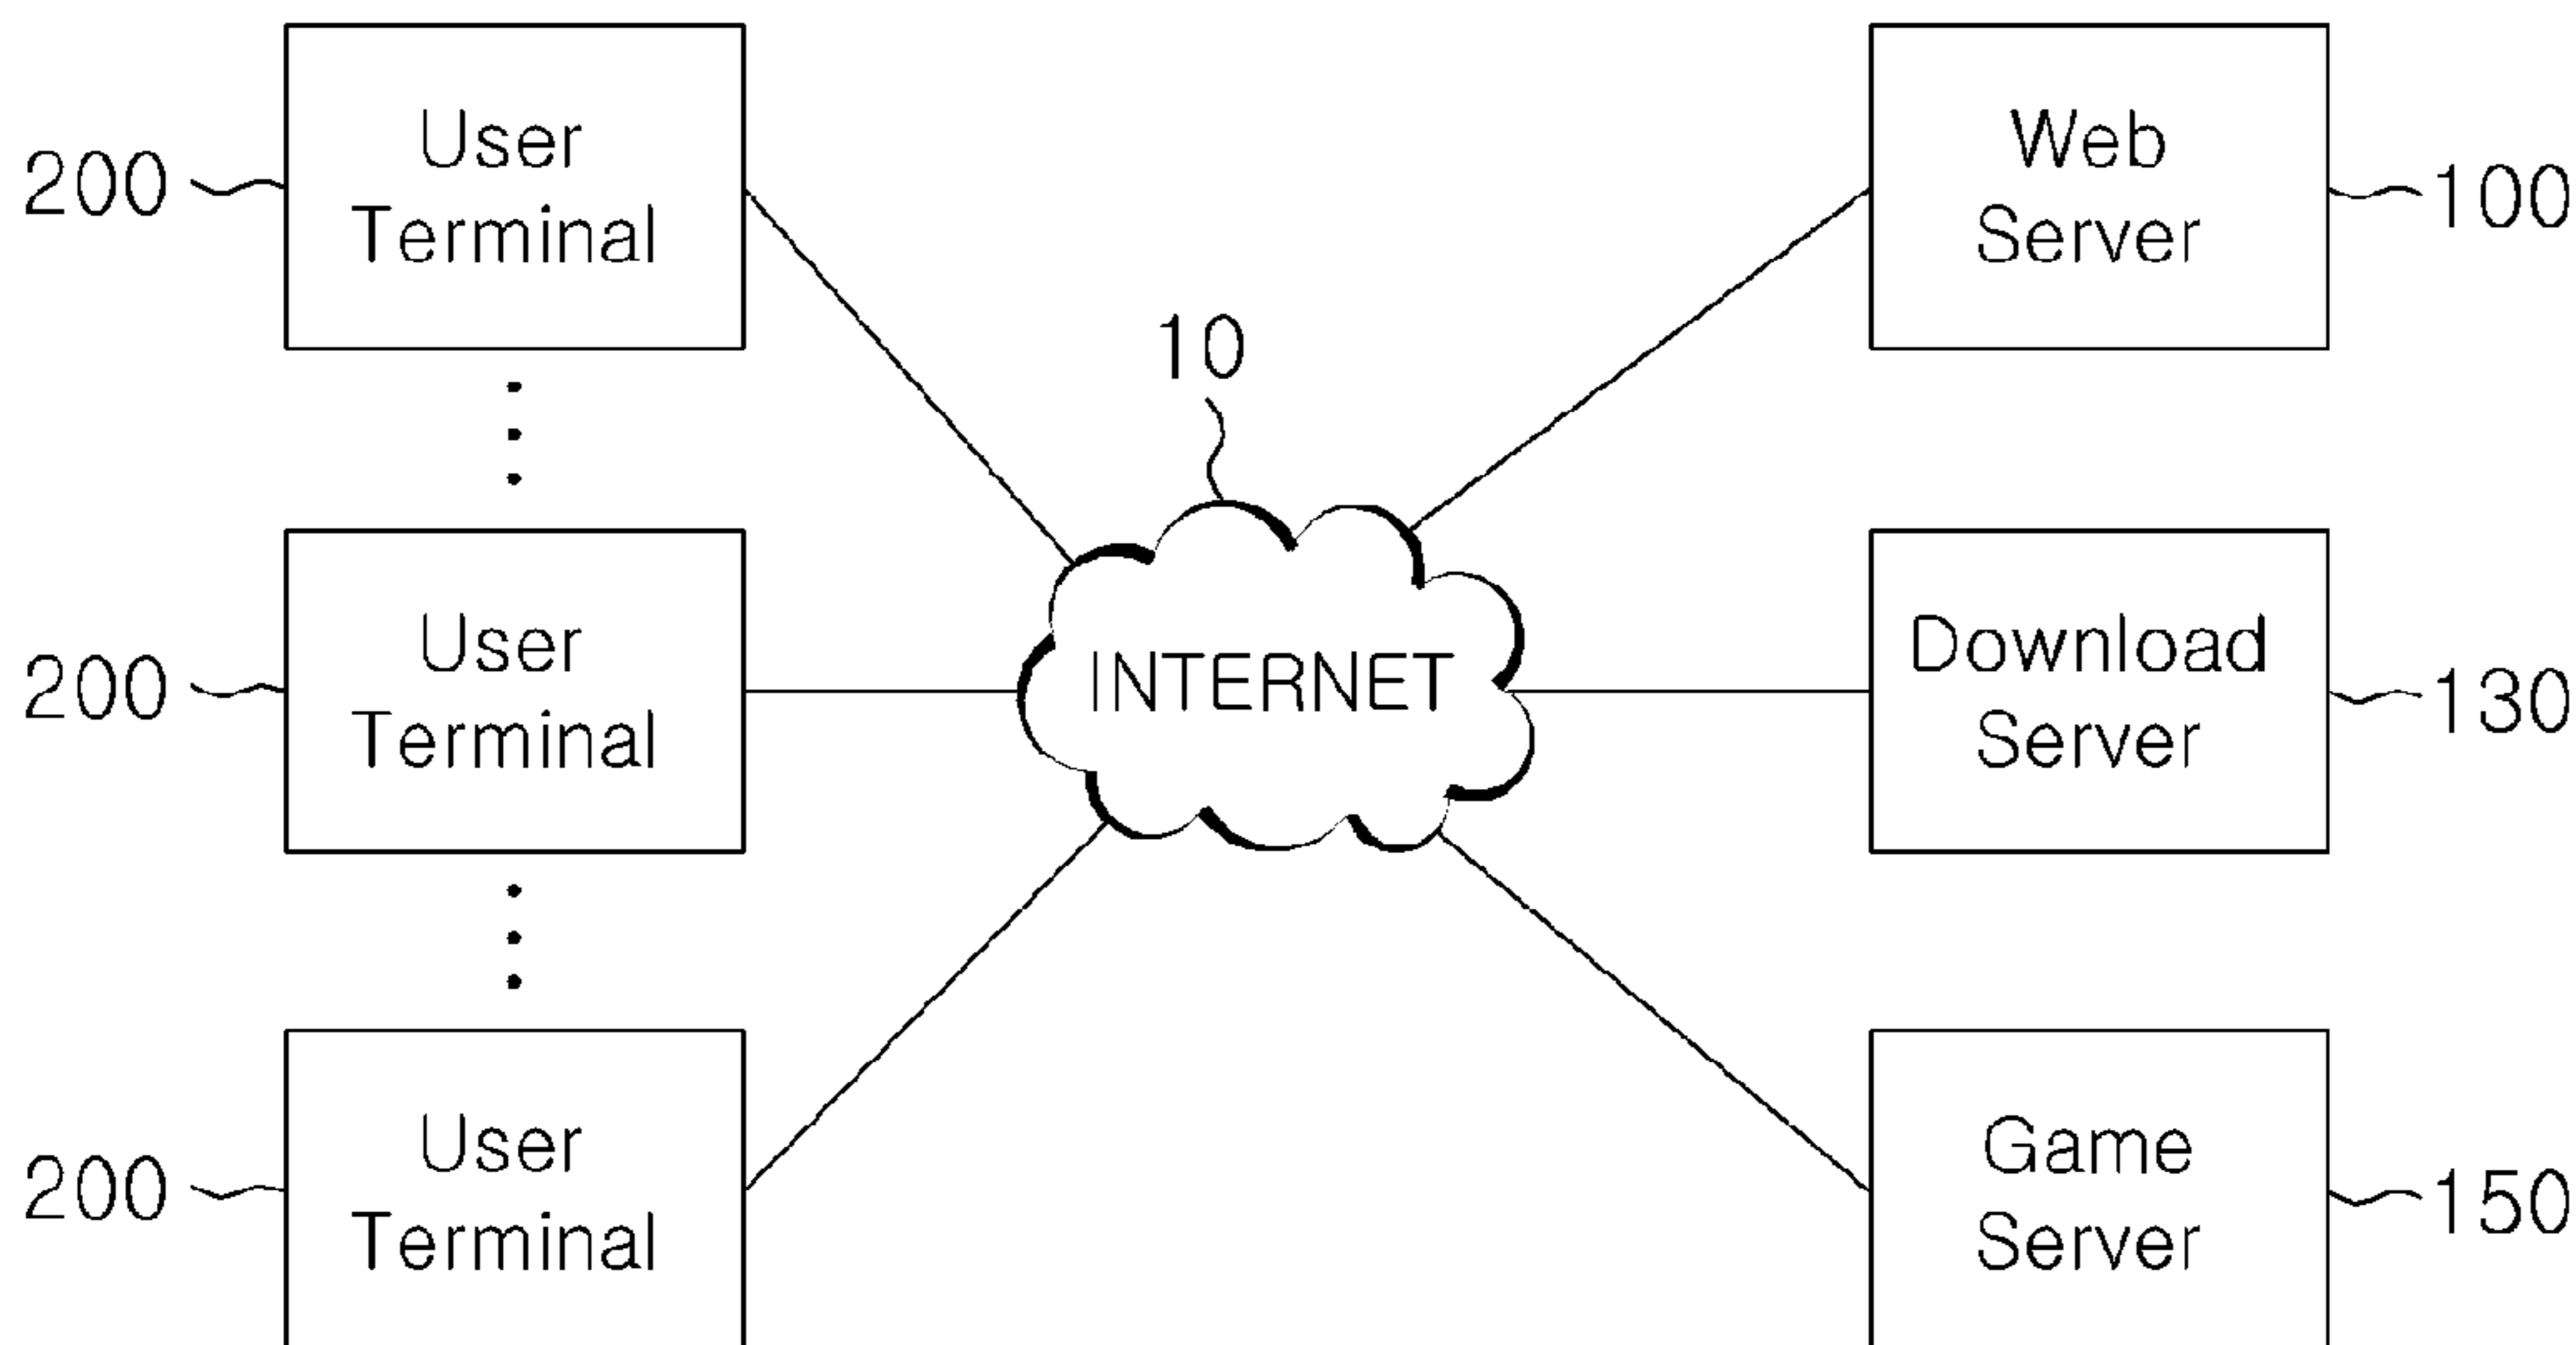 200
User
Terminal
Web
Server
100
10
200
User
Terminal
INTERNET
Download
Server
130
200
User
Terminal
Game
Server
150